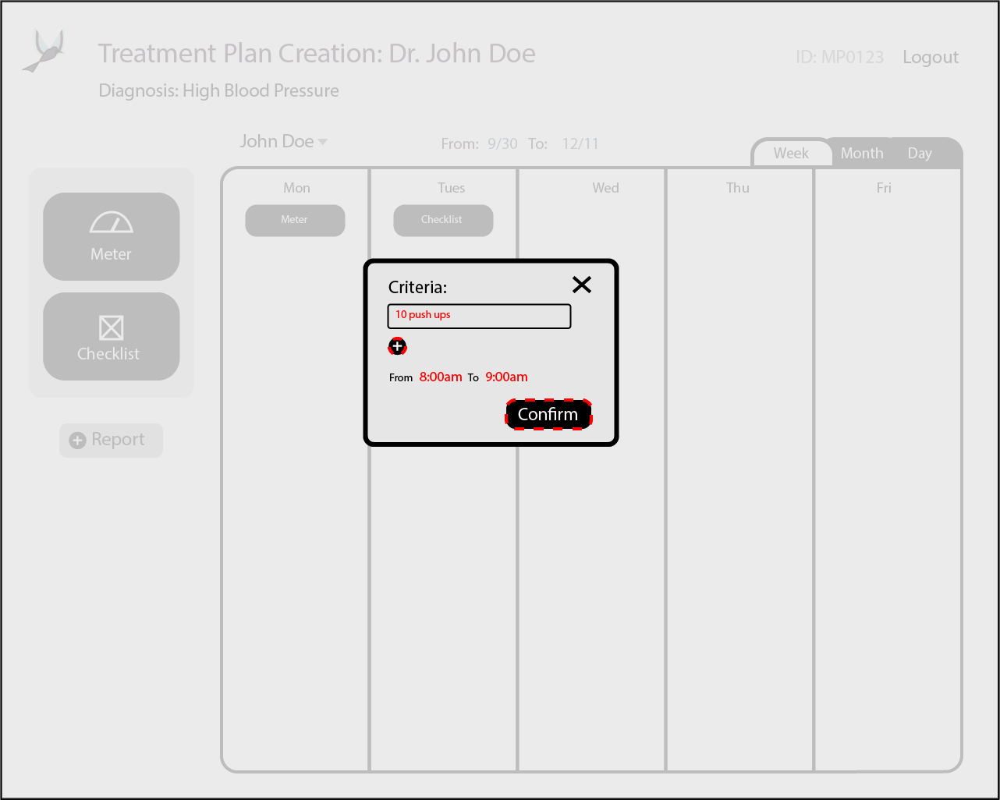 Treatment Plan Creation: Dr. John Doe
ID: MP0123 Logout
Diagnosis: High Blood Pressure
John Doe
From: 9/30 To: 12/11
Week Month Day
Mon Tues Wed Thu Fri
Meter Checklist
Meter
Checklist
Report
Criteria:
10 push ups
From 8:00am To 9:00am
Confirm